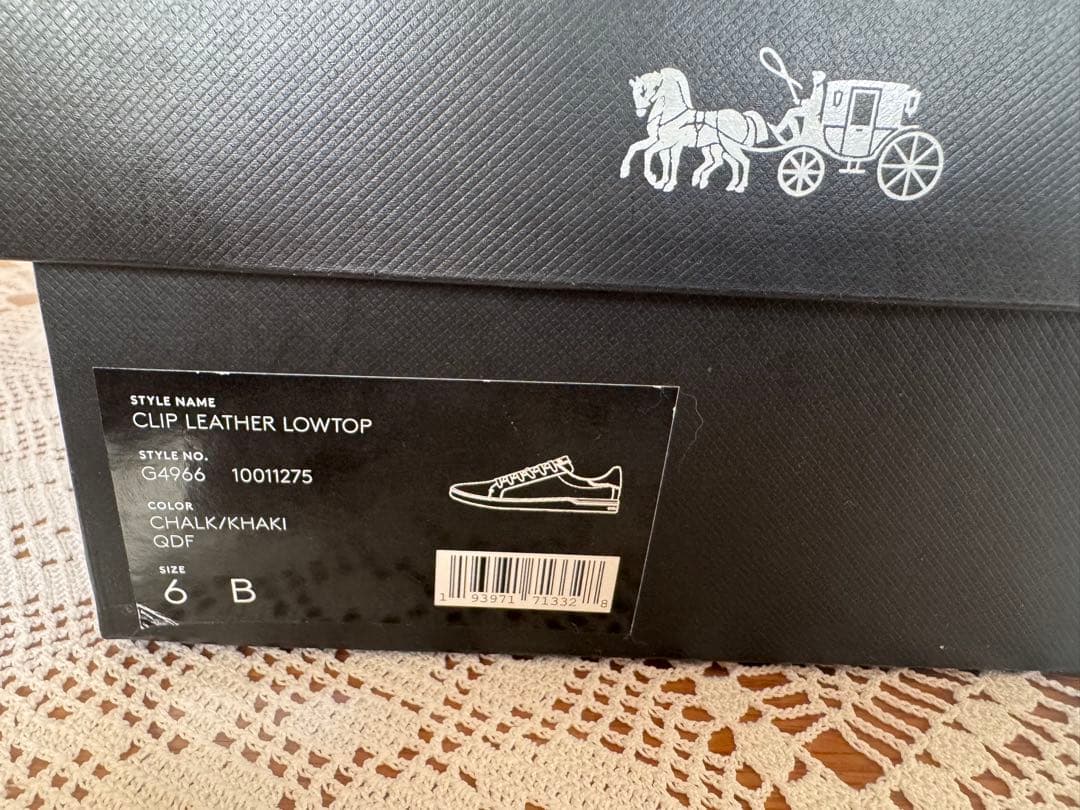 STYLE NAME
CLIP LEATHER LOWTOP
STYLE NO.
G4966 10011275
COLOR
CHALK/KHAKI
QDF
SIZE
6 B
1 93971 71332 8